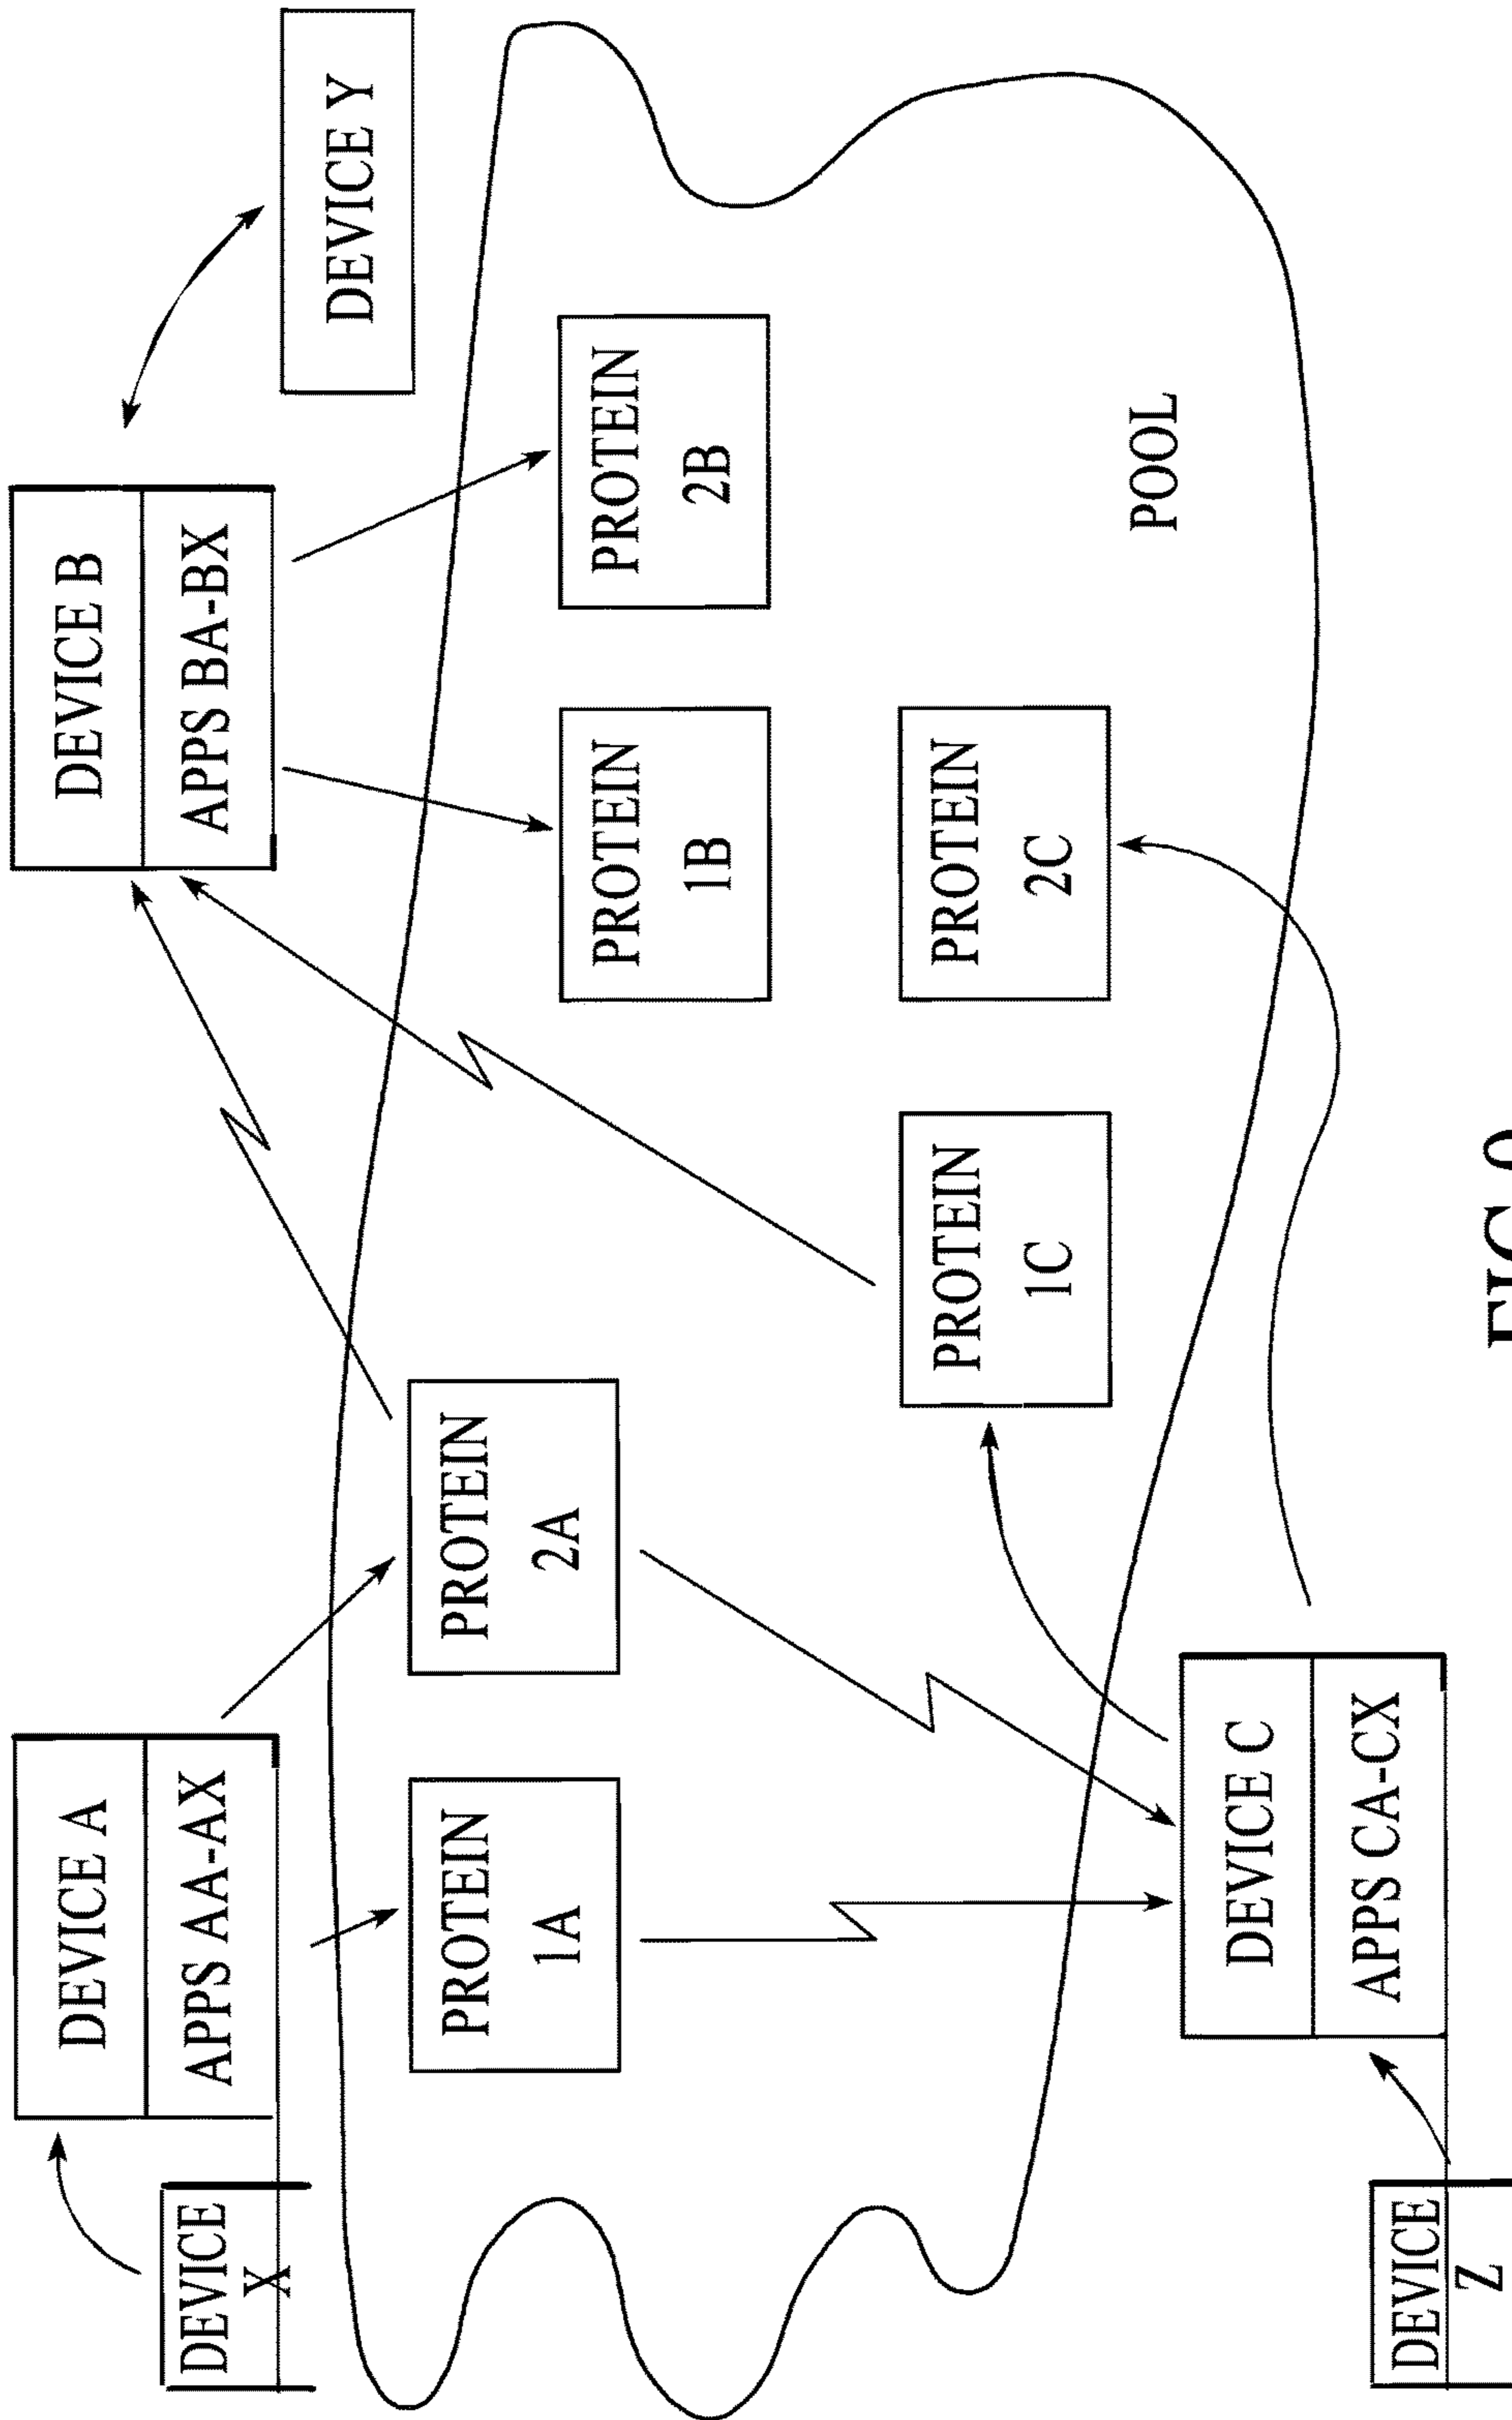 DEVICE A
APPS AA-AX
DEVICE B
APPS BA-BX
DEVICE
X
DEVICE Y
PROTEIN
1A
PROTEIN
2A
PROTEIN
1B
PROTEIN
2B
PROTEIN
1C
PROTEIN
2C
POOL
DEVICE C
APPS CA-CX
DEVICE
Z
FIG